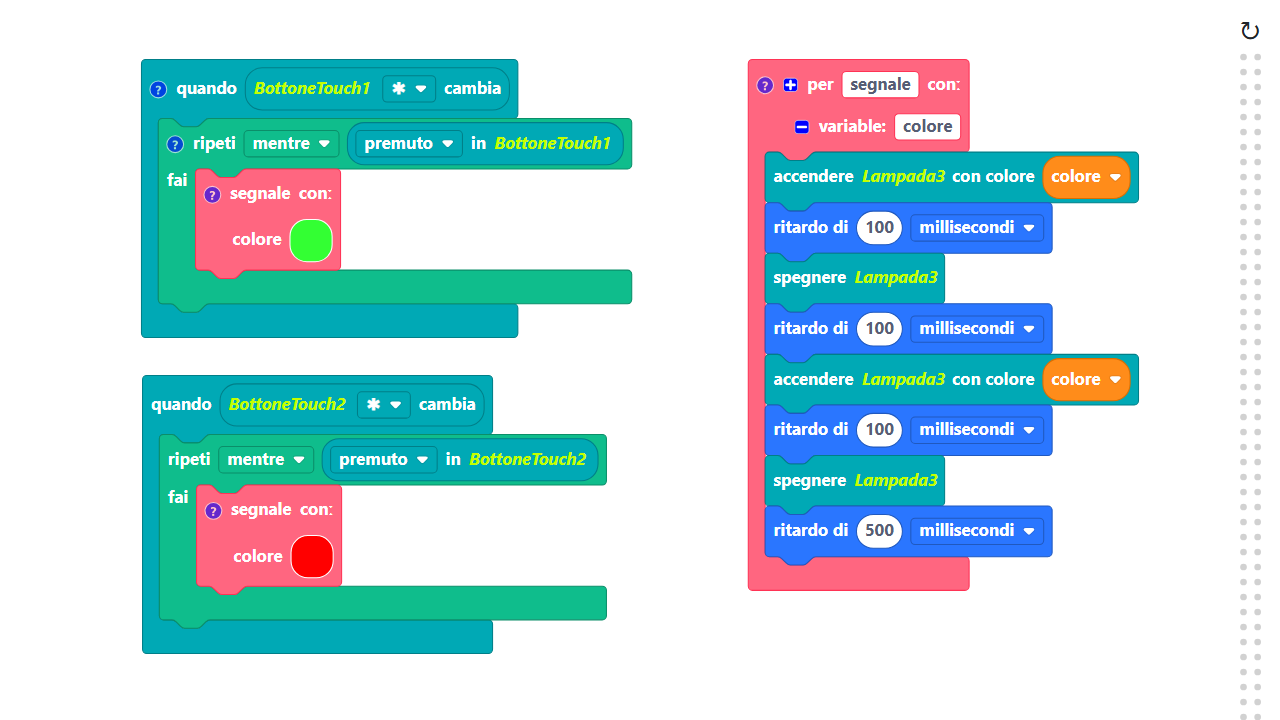 quando BottoneTouch1 ✱ cambia
ripeti mentre premuto in BottoneTouch1
fai
segnale con:
colore
quando BottoneTouch2 ✱ cambia
ripeti mentre premuto in BottoneTouch2
fai
segnale con:
colore
per segnale con:
variable: colore
accendere Lampada3 con colore colore
ritardo di 100 millisecondi
spegnere Lampada3
ritardo di 100 millisecondi
accendere Lampada3 con colore colore
ritardo di 100 millisecondi
spegnere Lampada3
ritardo di 500 millisecondi